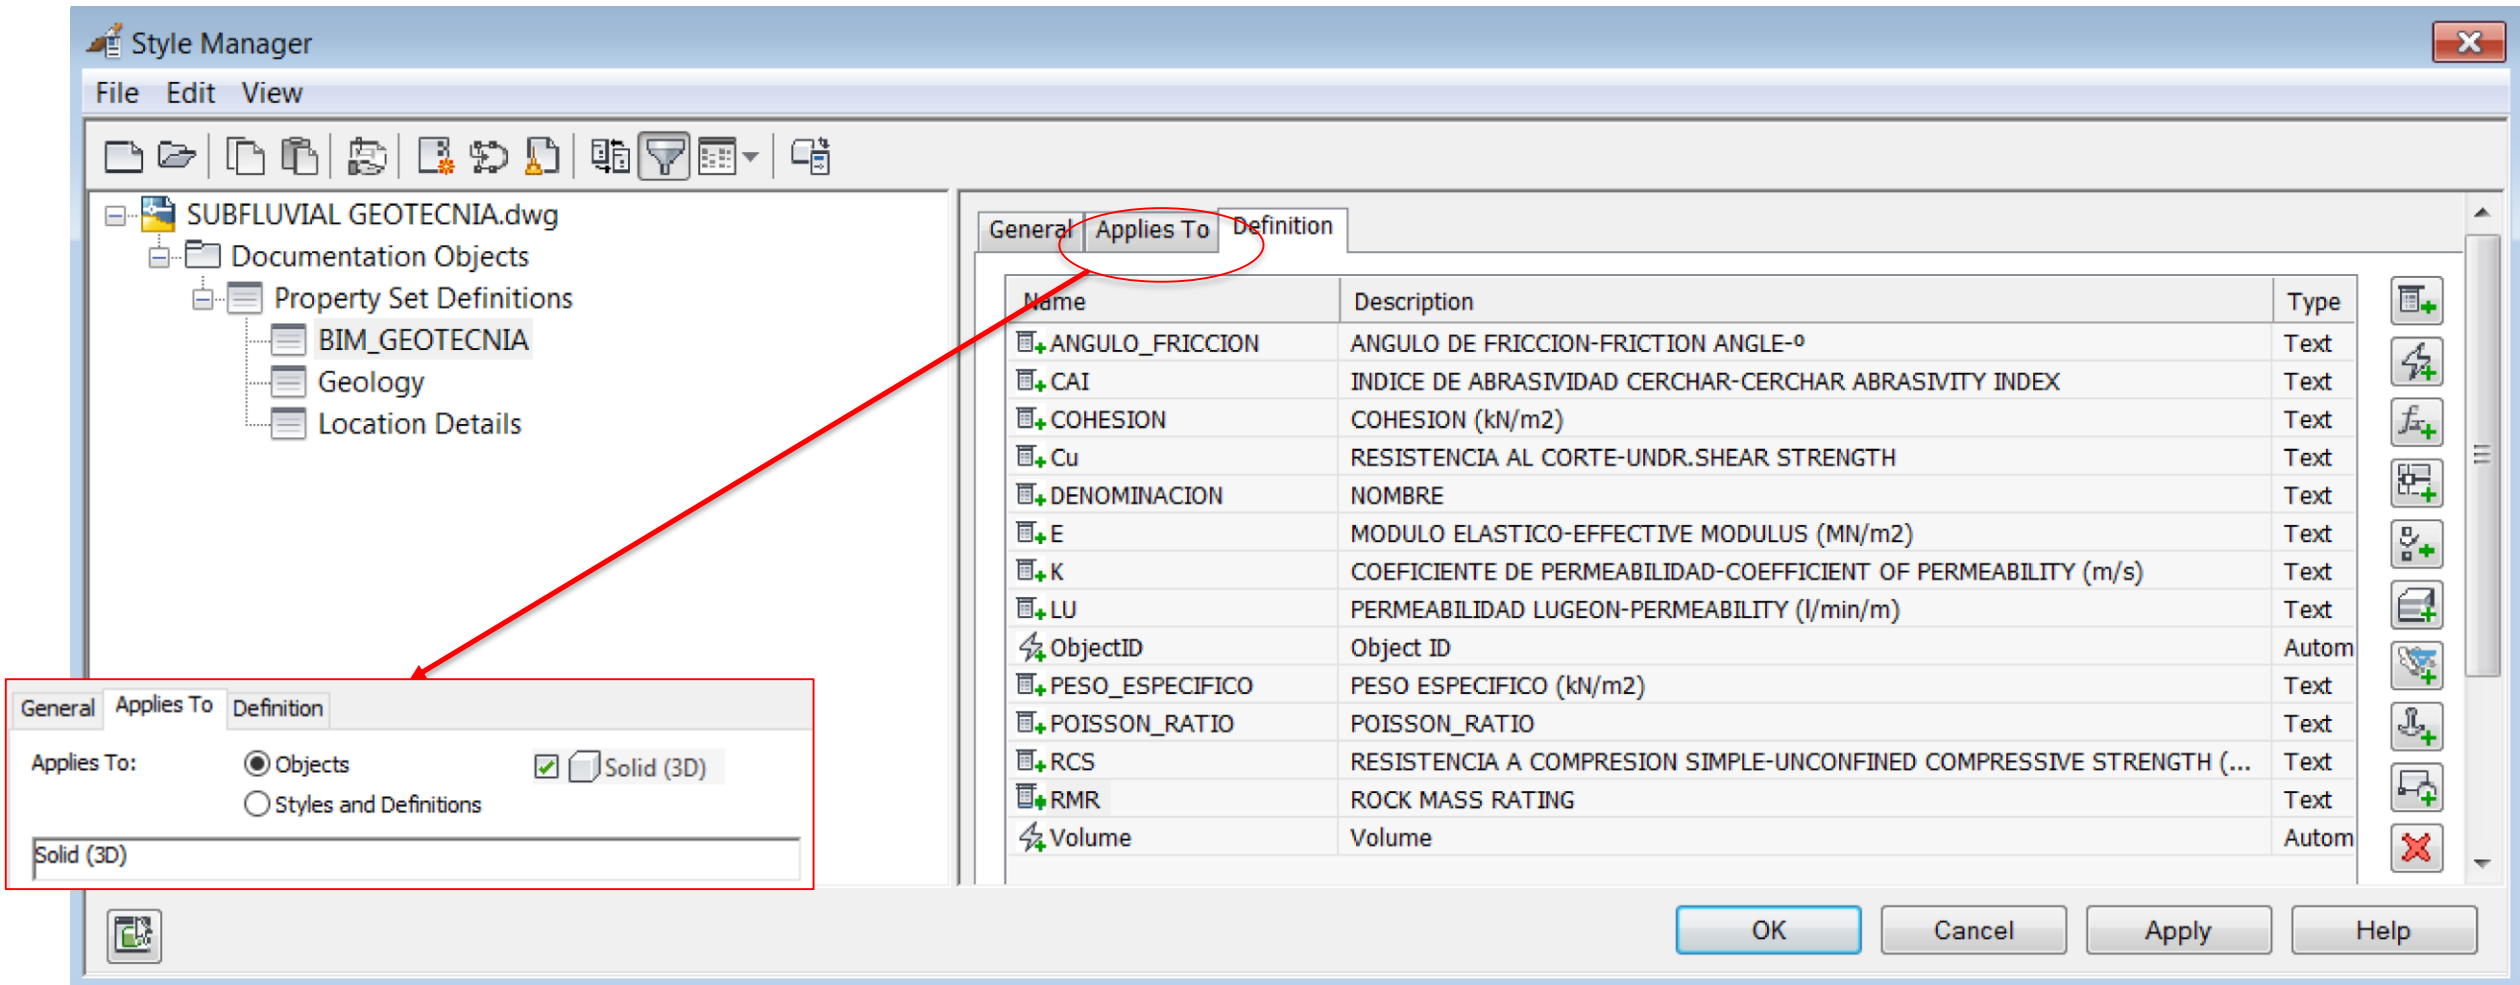 Style Manager
File Edit View
SUBFLUVIAL GEOTECNIA.dwg
Documentation Objects
Property Set Definitions
BIM_GEOTECNIA
Geology
Location Details
General Applies To Definition
Name Description Type
ANGULO_FRICCION ANGULO DE FRICCION-FRICTION ANGLE-º Text
CAI INDICE DE ABRASIVIDAD CERCHAR-CERCHAR ABRASIVITY INDEX Text
COHESION COHESION (kN/m2) Text
Cu RESISTENCIA AL CORTE-UNDR.SHEAR STRENGTH Text
DENOMINACION NOMBRE Text
E MODULO ELASTICO-EFFECTIVE MODULUS (MN/m2) Text
K COEFICIENTE DE PERMEABILIDAD-COEFFICIENT OF PERMEABILITY (m/s) Text
LU PERMEABILIDAD LUGEON-PERMEABILITY (l/min/m) Text
ObjectID Object ID Autom
PESO_ESPECIFICO PESO ESPECIFICO (kN/m2) Text
POISSON_RATIO POISSON_RATIO Text
RCS RESISTENCIA A COMPRESION SIMPLE-UNCONFINED COMPRESSIVE STRENGTH (... Text
RMR ROCK MASS RATING Text
Volume Volume Autom
General Applies To Definition
Applies To: Objects Solid (3D)
Styles and Definitions
Solid (3D)
OK Cancel Apply Help